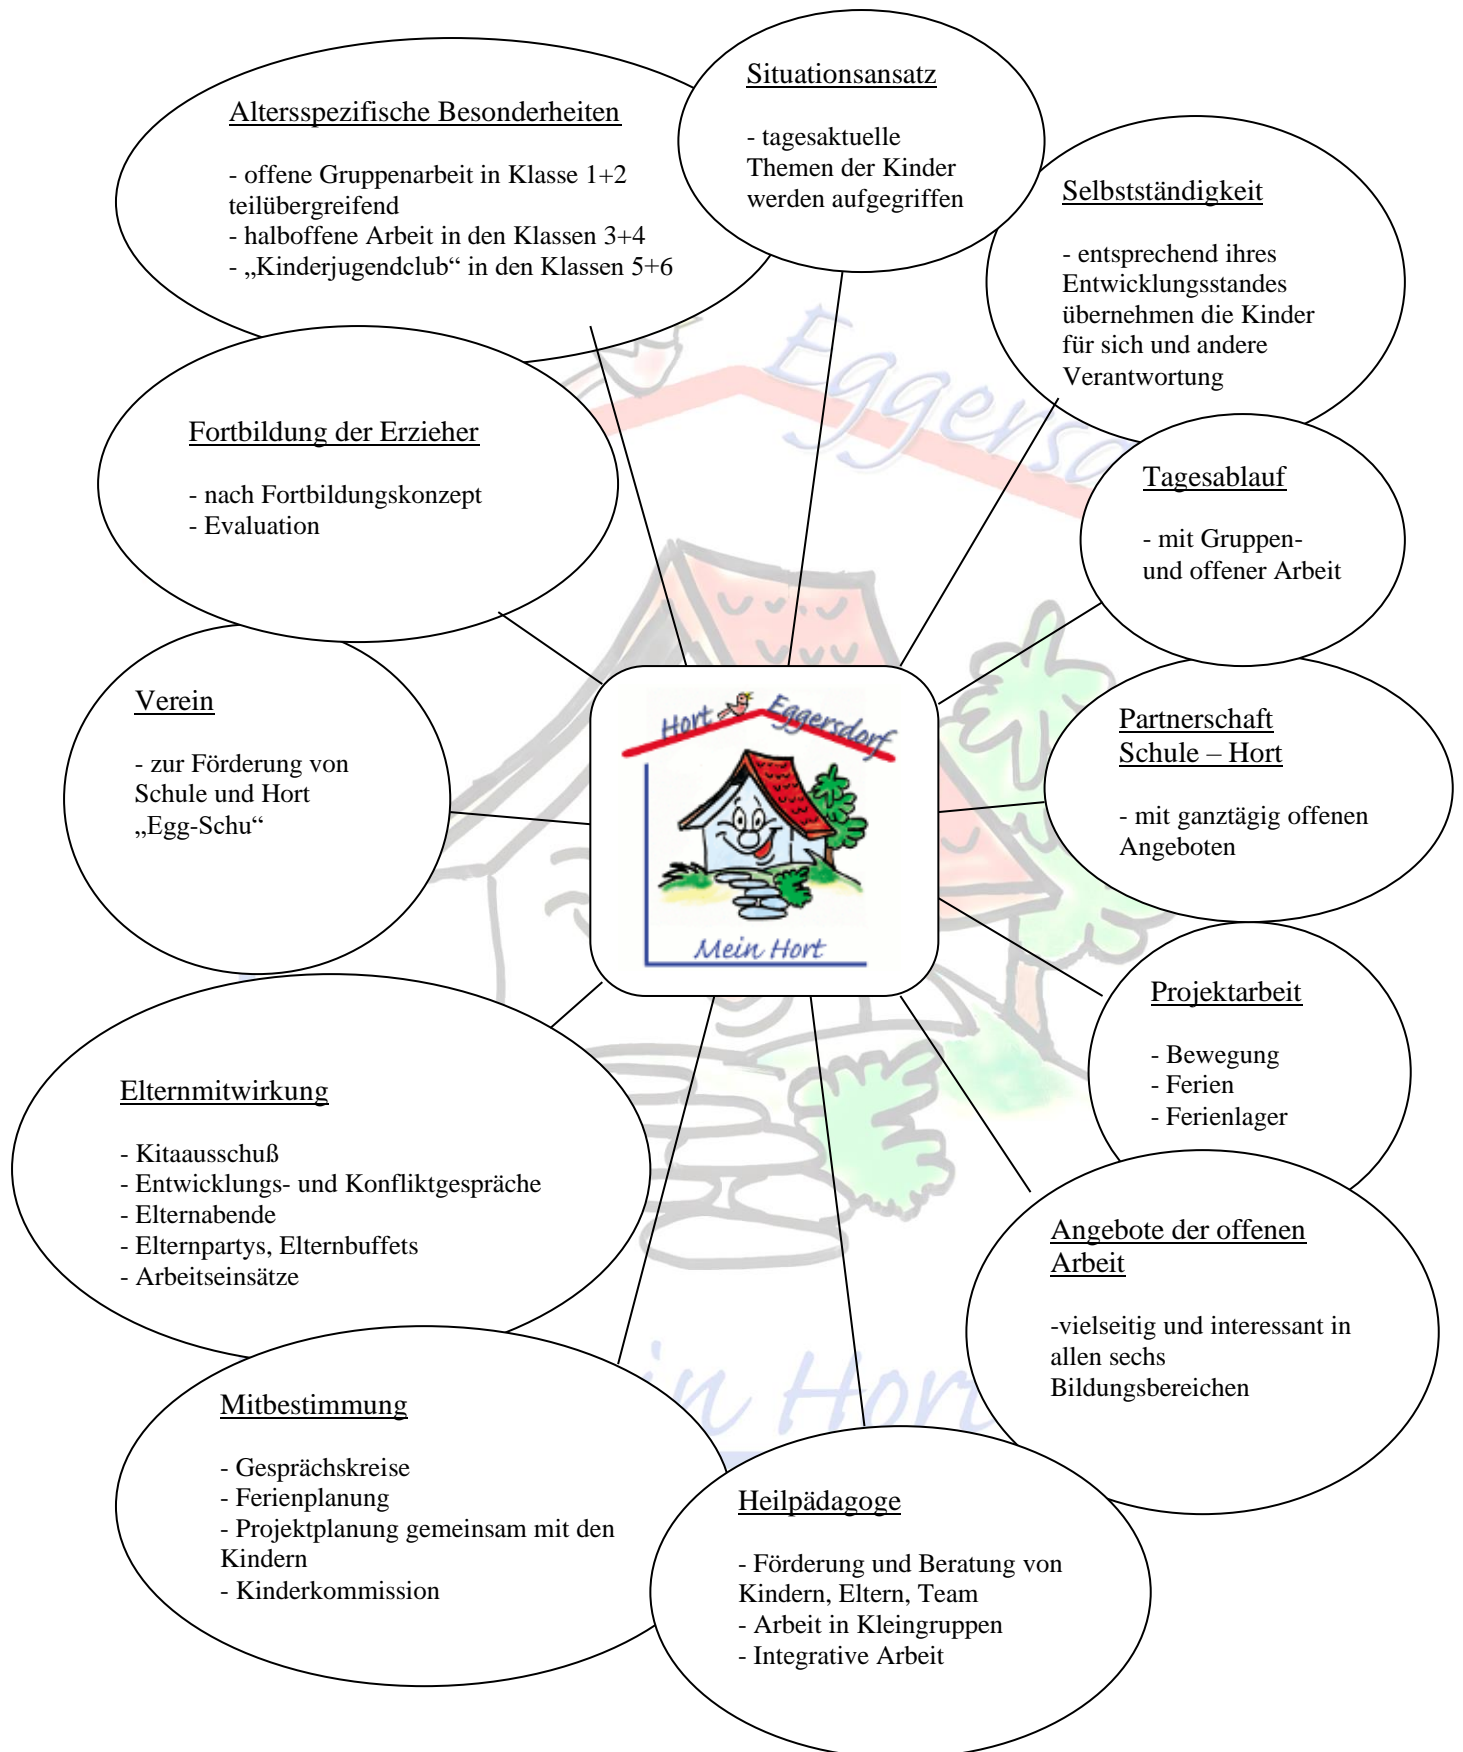 Altersspezifische Besonderheiten
- offene Gruppenarbeit in Klasse 1+2
teilübergreifend
- halboffene Arbeit in den Klassen 3+4
- „Kinderjugendclub“ in den Klassen 5+6
Situationsansatz
- tagesaktuelle
Themen der Kinder
werden aufgegriffen
Selbstständigkeit
- entsprechend ihres
Entwicklungsstandes
übernehmen die Kinder
für sich und andere
Verantwortung
Fortbildung der Erzieher
- nach Fortbildungskonzept
- Evaluation
Tagesablauf
- mit Gruppen-
und offener Arbeit
Verein
- zur Förderung von
Schule und Hort
„Egg-Schu“
Hort Eggersdorf
Mein Hort
Partnerschaft
Schule – Hort
- mit ganztägig offenen
Angeboten
Projektarbeit
- Bewegung
- Ferien
- Ferienlager
Elternmitwirkung
- Kitaausschuß
- Entwicklungs- und Konfliktgespräche
- Elternabende
- Elternpartys, Elternbuffets
- Arbeitseinsätze
Angebote der offenen
Arbeit
-vielseitig und interessant in
allen sechs
Bildungsbereichen
Mitbestimmung
- Gesprächskreise
- Ferienplanung
- Projektplanung gemeinsam mit den
Kindern
- Kinderkommission
Heilpädagoge
- Förderung und Beratung von
Kindern, Eltern, Team
- Arbeit in Kleingruppen
- Integrative Arbeit
Eggersd
in Hort